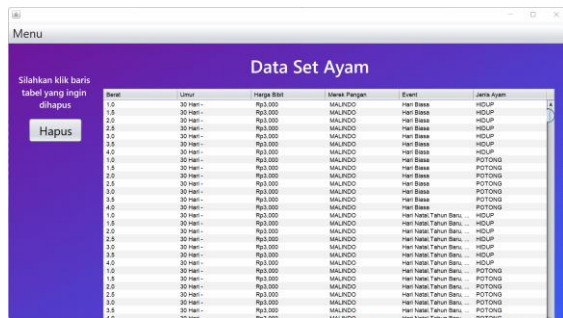 Menu
Data Set Ayam
Silahkan klik baris
tabel yang ingin
dihapus
Hapus
Berat Umur Harga Bibit Merek Pangan Event Jenis Ayam
1.0 30 Hari - Rp3,000 MALINDO Hari Biasa HIDUP
1.5 30 Hari - Rp3,000 MALINDO Hari Biasa HIDUP
2.0 30 Hari - Rp3,000 MALINDO Hari Biasa HIDUP
2.5 30 Hari - Rp3,000 MALINDO Hari Biasa HIDUP
3.0 30 Hari - Rp3,000 MALINDO Hari Biasa HIDUP
3.5 30 Hari - Rp3,000 MALINDO Hari Biasa HIDUP
4.0 30 Hari - Rp3,000 MALINDO Hari Biasa HIDUP
1.0 30 Hari - Rp3,000 MALINDO Hari Biasa POTONG
1.5 30 Hari - Rp3,000 MALINDO Hari Biasa POTONG
2.0 30 Hari - Rp3,000 MALINDO Hari Biasa POTONG
2.5 30 Hari - Rp3,000 MALINDO Hari Biasa POTONG
3.0 30 Hari - Rp3,000 MALINDO Hari Biasa POTONG
3.5 30 Hari - Rp3,000 MALINDO Hari Biasa POTONG
4.0 30 Hari - Rp3,000 MALINDO Hari Biasa POTONG
1.0 30 Hari - Rp3,000 MALINDO Hari Natal,Tahun Baru, ... HIDUP
1.5 30 Hari - Rp3,000 MALINDO Hari Natal,Tahun Baru, ... HIDUP
2.0 30 Hari - Rp3,000 MALINDO Hari Natal,Tahun Baru, ... HIDUP
2.5 30 Hari - Rp3,000 MALINDO Hari Natal,Tahun Baru, ... HIDUP
3.0 30 Hari - Rp3,000 MALINDO Hari Natal,Tahun Baru, ... HIDUP
3.5 30 Hari - Rp3,000 MALINDO Hari Natal,Tahun Baru, ... HIDUP
4.0 30 Hari - Rp3,000 MALINDO Hari Natal,Tahun Baru, ... HIDUP
1.0 30 Hari - Rp3,000 MALINDO Hari Natal,Tahun Baru, ... POTONG
1.5 30 Hari - Rp3,000 MALINDO Hari Natal,Tahun Baru, ... POTONG
2.0 30 Hari - Rp3,000 MALINDO Hari Natal,Tahun Baru, ... POTONG
2.5 30 Hari - Rp3,000 MALINDO Hari Natal,Tahun Baru, ... POTONG
3.0 30 Hari - Rp3,000 MALINDO Hari Natal,Tahun Baru, ... POTONG
3.5 30 Hari - Rp3,000 MALINDO Hari Natal,Tahun Baru, ... POTONG